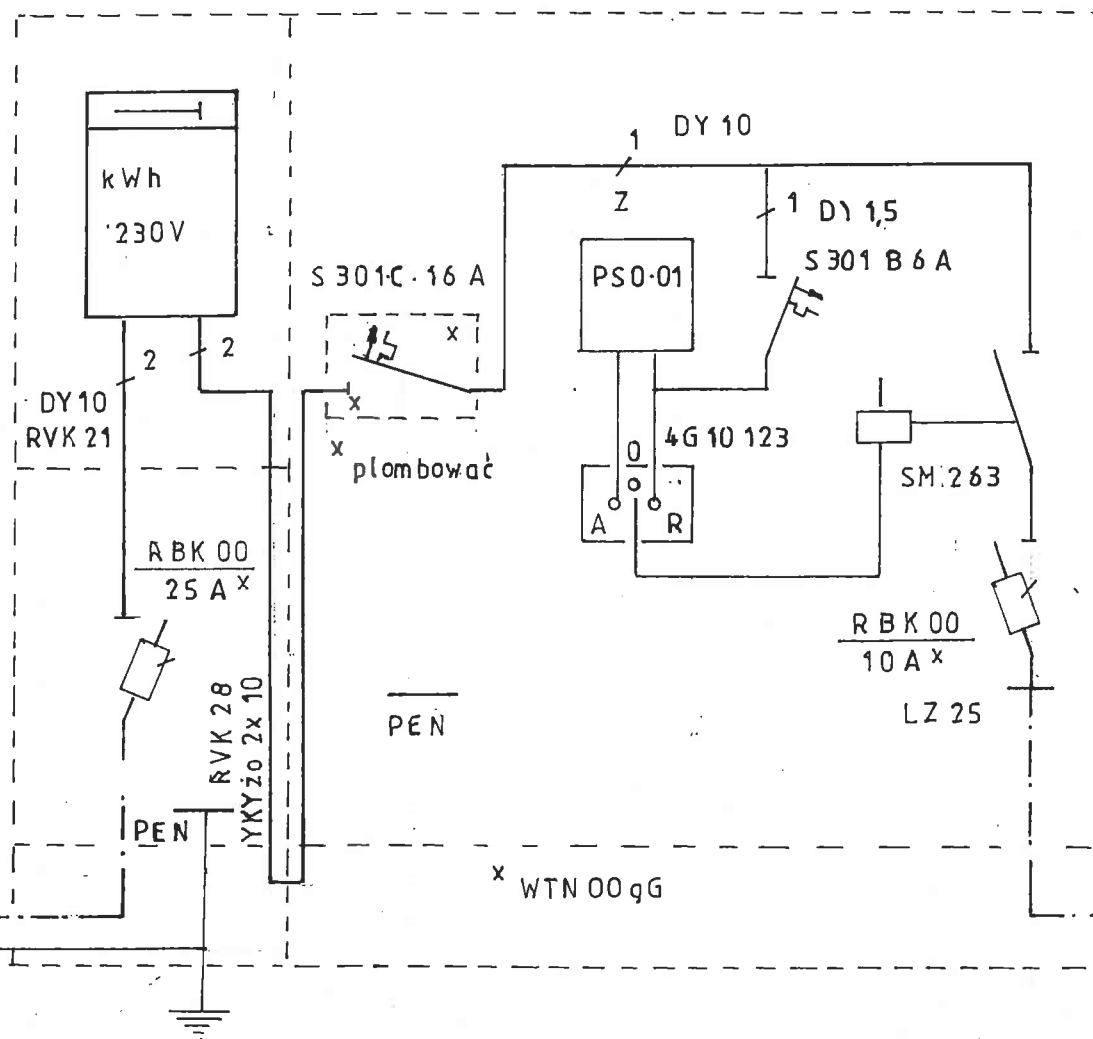 kWh
230V
2
2
DY 10
RVK 21
RBK 00
25 A x
RVK 28
YKYżo 2x10
PEN
S 301·C·16 A
x
x
x plombować
1
DY 10
Z
PS0·01
1
DY 1,5
S 301 B 6 A
4G 10 123
0
A
R
SM.263
RBK 00
10 A x
LZ 25
PEN
x WTN 00 gG